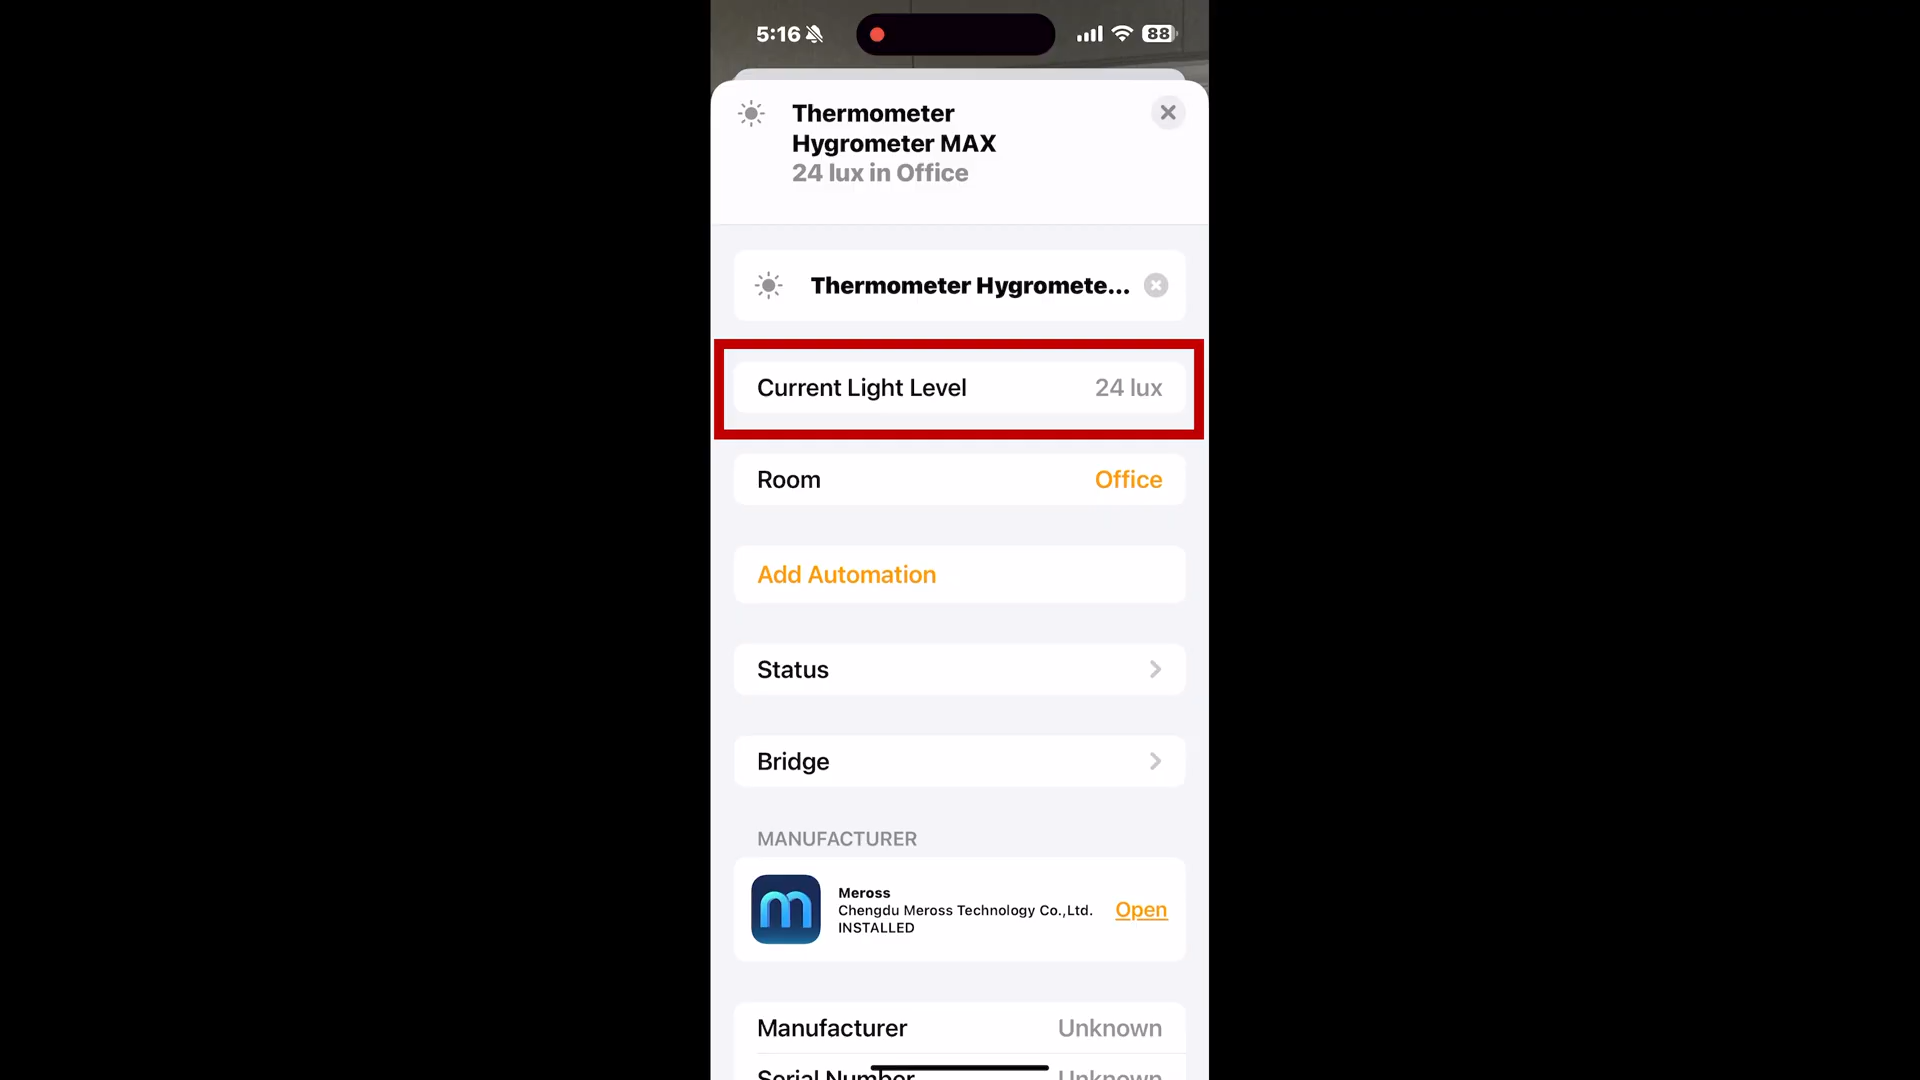 5:16
88
Thermometer
Hygrometer MAX
24 lux in Office
Thermometer Hygromete...
Current Light Level 24 lux
Room Office
Add Automation
Status
Bridge
MANUFACTURER
Meross
Chengdu Meross Technology Co.,Ltd.
INSTALLED
Open
Manufacturer Unknown
Serial Number Unknown